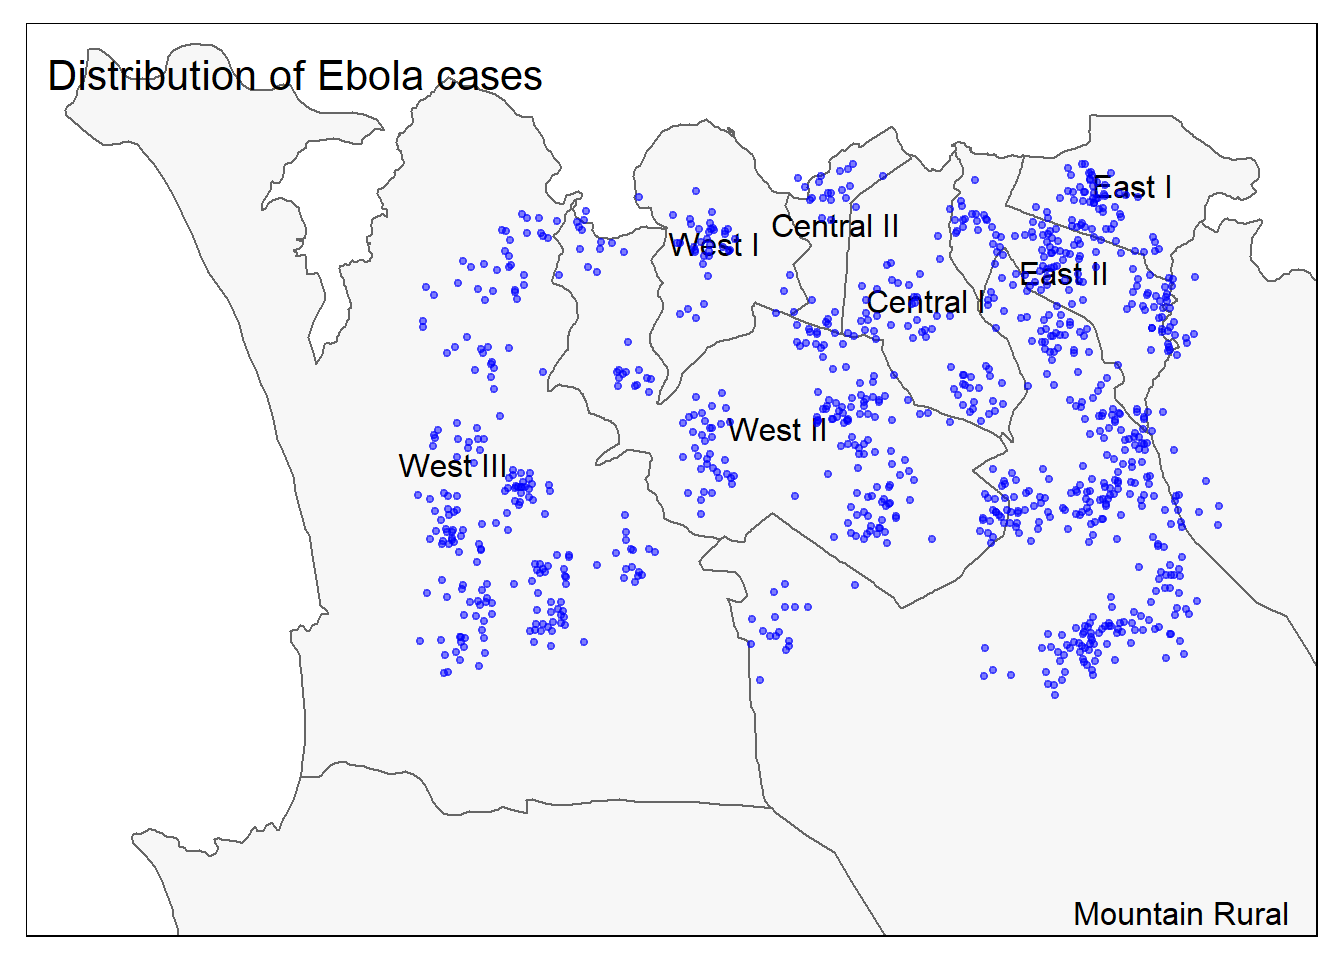 Distribution of Ebola cases
East I
Central II
West I
East II
Central I
West II
West III
Mountain Rural